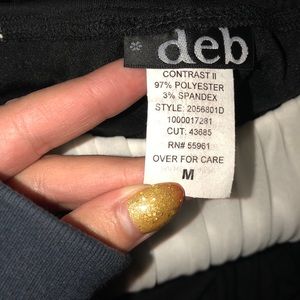 deb
CONTRAST II
97% POLYESTER
3% SPANDEX
STYLE: 2056801D
1000017281
CUT: 43685
RN# 55961
OVER FOR CARE
M